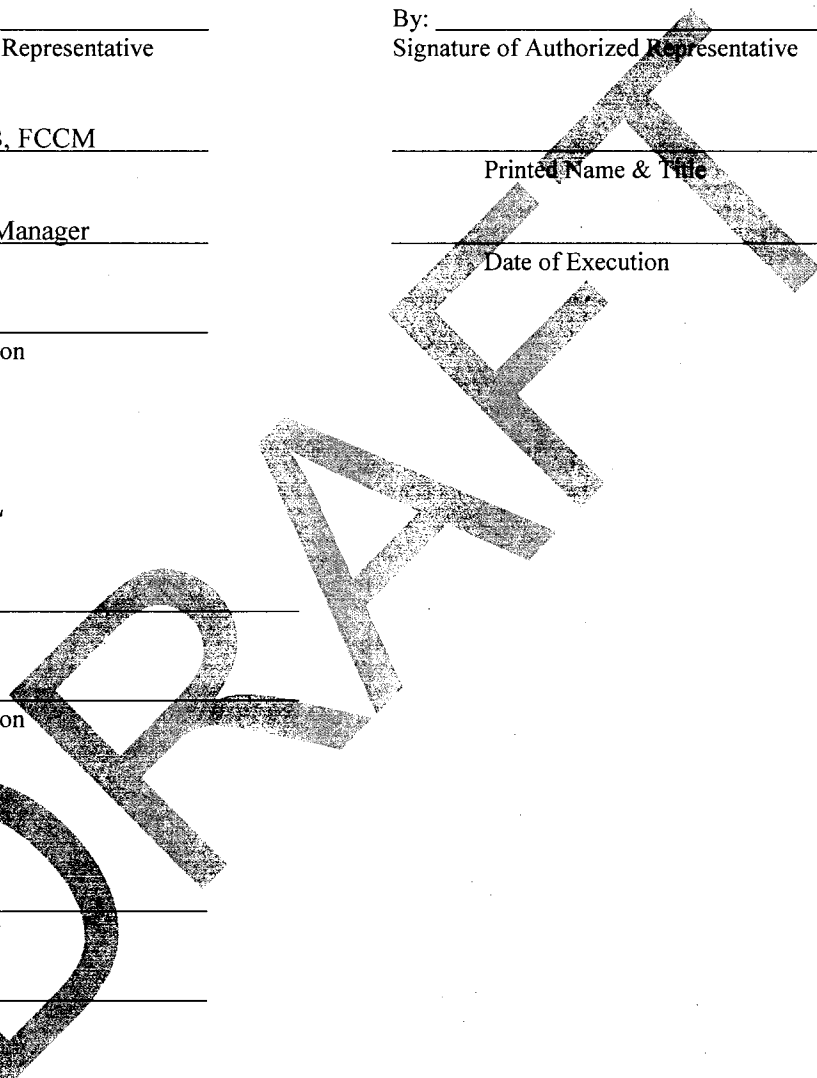 Representative
, FCCM
Manager
on
on
By:
Signature of Authorized Representative
Printed Name & Title
Date of Execution
DRAFT